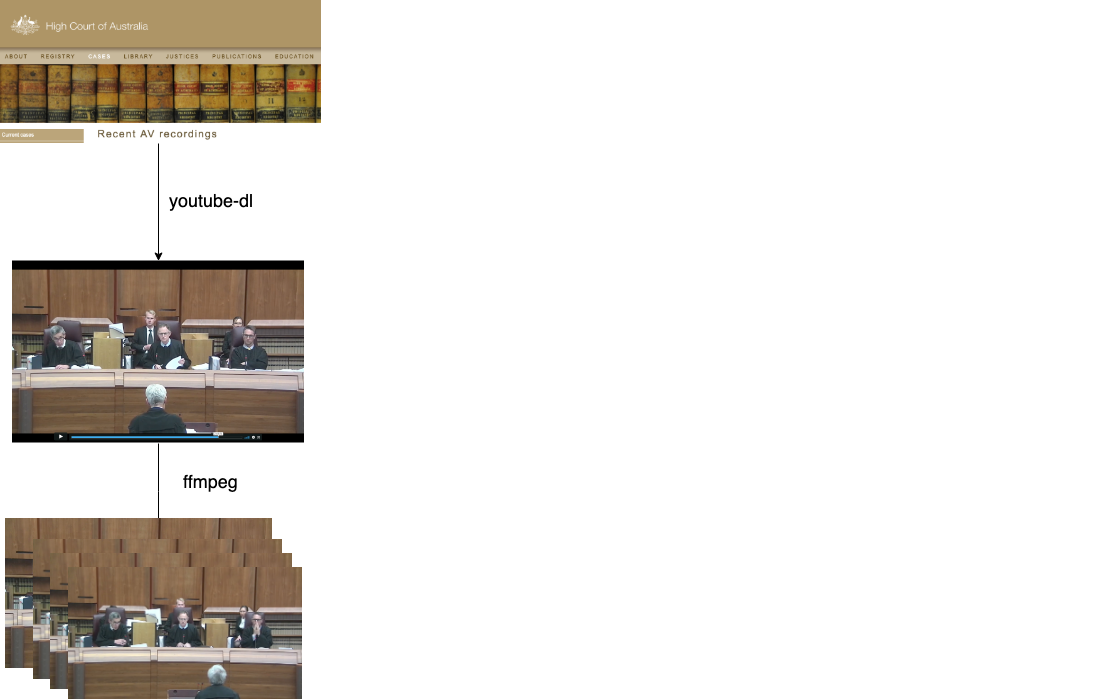 High Court of Australia
ABOUT REGISTRY CASES LIBRARY JUSTICES PUBLICATIONS EDUCATION
Current cases
Recent AV recordings
youtube-dl
ffmpeg